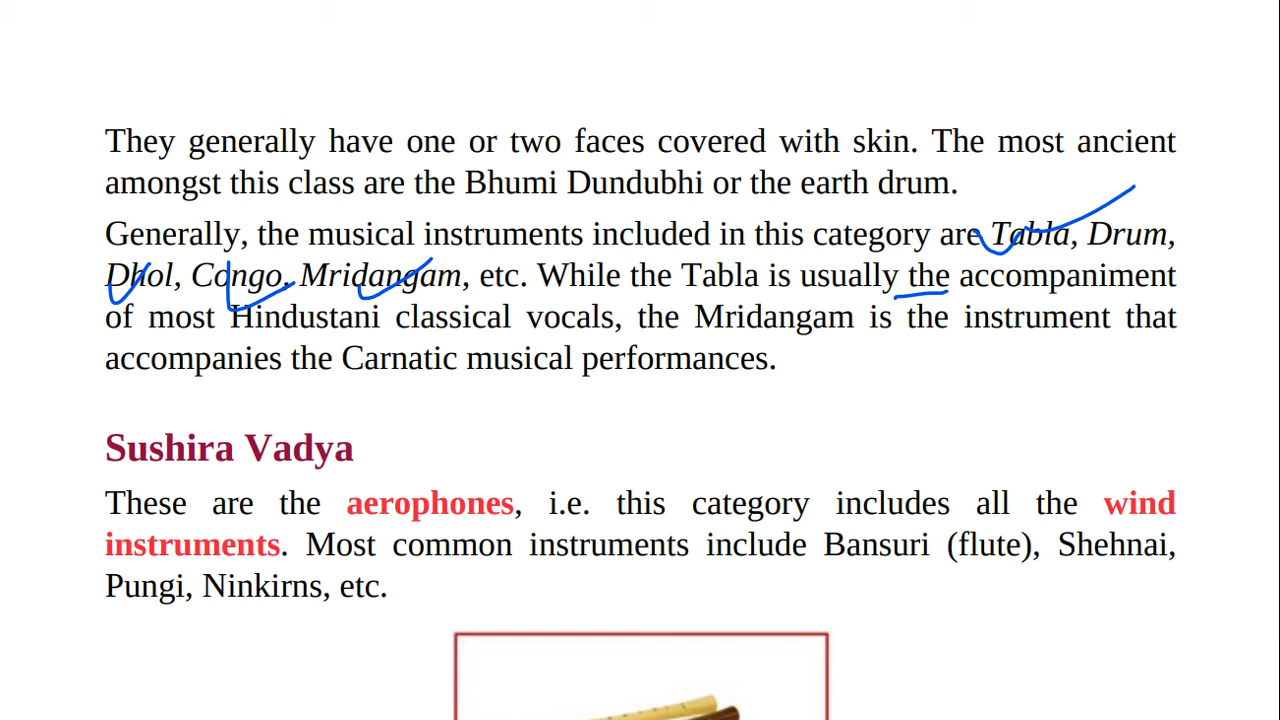 They generally have one or two faces covered with skin. The most ancient
amongst this class are the Bhumi Dundubhi or the earth drum.
Generally, the musical instruments included in this category are Tabla, Drum,
Dhol, Congo, Mridangam, etc. While the Tabla is usually the accompaniment
of most Hindustani classical vocals, the Mridangam is the instrument that
accompanies the Carnatic musical performances.
Sushira Vadya
These are the aerophones, i.e. this category includes all the wind
instruments. Most common instruments include Bansuri (flute), Shehnai,
Pungi, Ninkirns, etc.